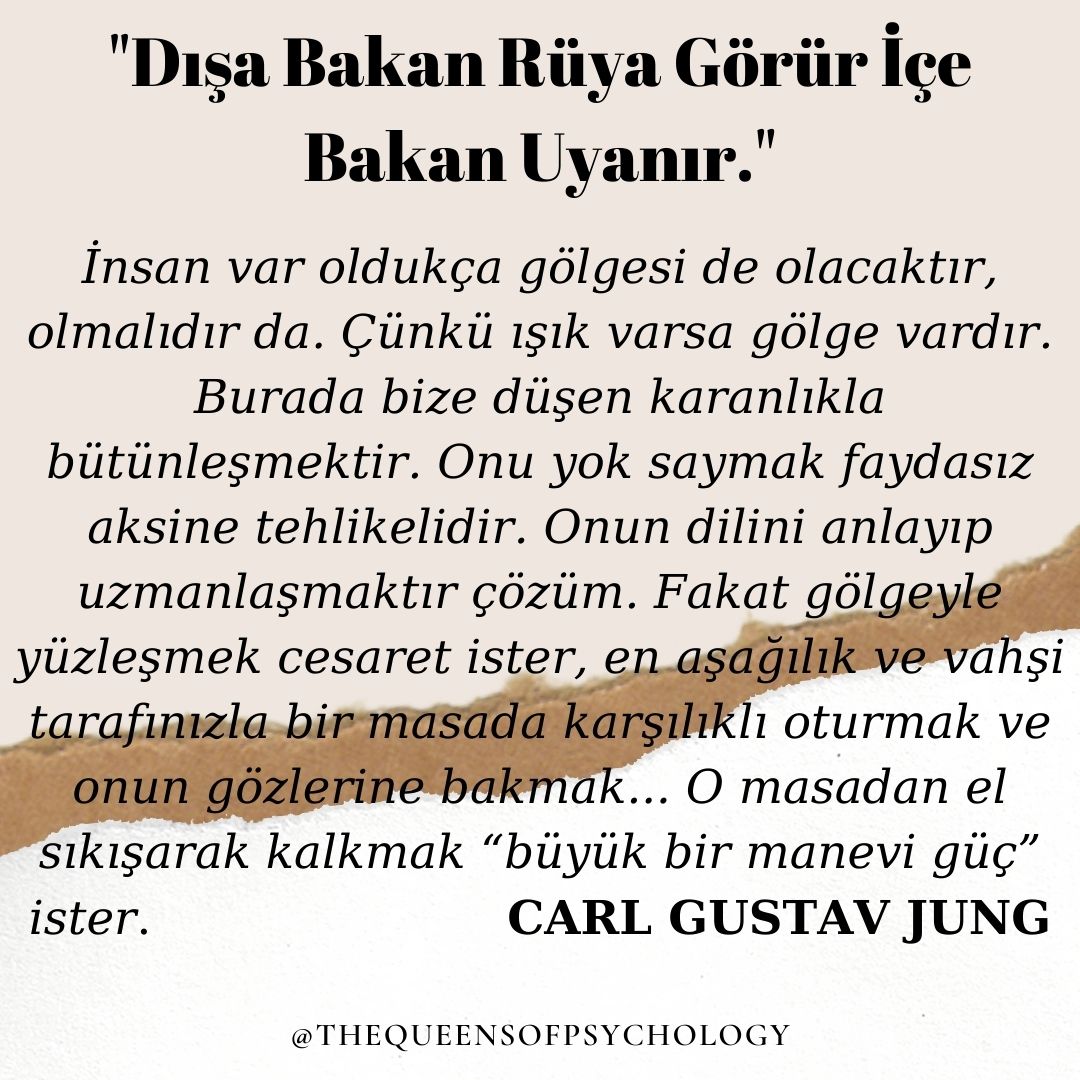 "Dışa Bakan Rüya Görür İçe
Bakan Uyanır."
İnsan var oldukça gölgesi de olacaktır,
olmalıdır da. Çünkü ışık varsa gölge vardır.
Burada bize düşen karanlıkla
bütünleşmektir. Onu yok saymak faydasız
aksine tehlikelidir. Onun dilini anlayıp
uzmanlaşmaktır çözüm. Fakat gölgeyle
yüzleşmek cesaret ister, en aşağılık ve vahşi
tarafınızla bir masada karşılıklı oturmak ve
onun gözlerine bakmak... O masadan el
sıkışarak kalkmak “büyük bir manevi güç”
ister. CARL GUSTAV JUNG
@THEQUEENSOFPSYCHOLOGY